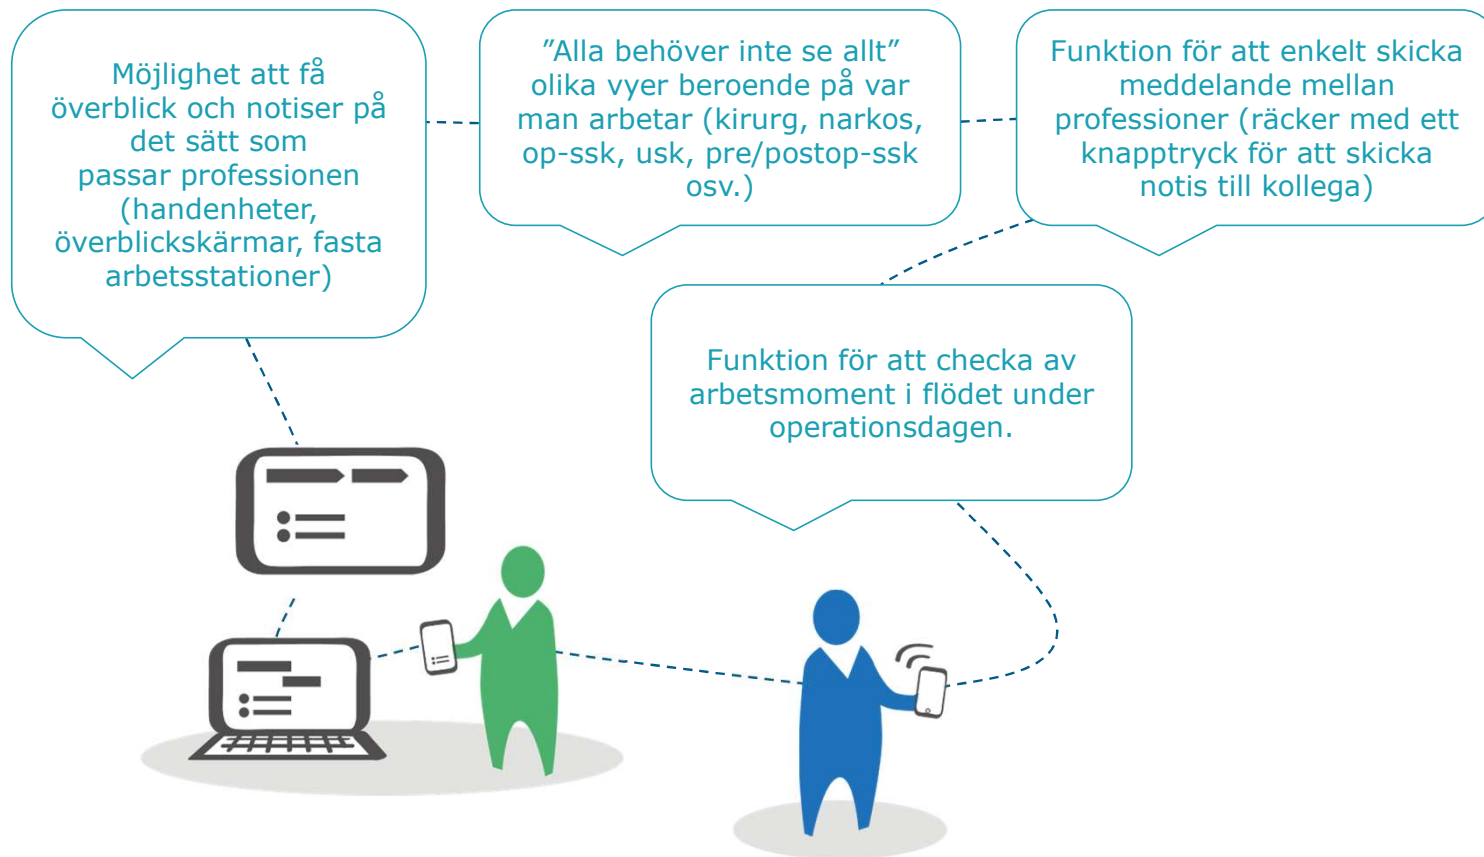 Möjlighet att få
överblick och notiser på
det sätt som
passar professionen
(handenheter,
överblickskärmar, fasta
arbetsstationer)
”Alla behöver inte se allt”
olika vyer beroende på var
man arbetar (kirurg, narkos,
op-ssk, usk, pre/postop-ssk
osv.)
Funktion för att enkelt skicka
meddelande mellan
professioner (räcker med ett
knapptryck för att skicka
notis till kollega)
Funktion för att checka av
arbetsmoment i flödet under
operationsdagen.